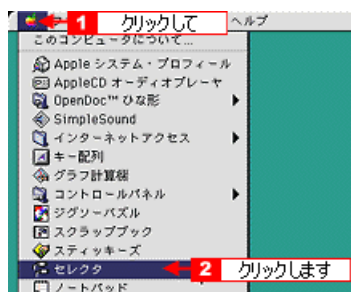 1 クリックして ヘルプ
このコンピュータについて...
Apple システム・プロフィール
AppleCD オーディオプレーヤ
OpenDoc™ ひな形
SimpleSound
インターネットアクセス
キー配列
グラフ計算機
コントロールパネル
ジグソーパズル
スクラップブック
スティッキーズ
セレクタ 2 クリックします
ノートパッド